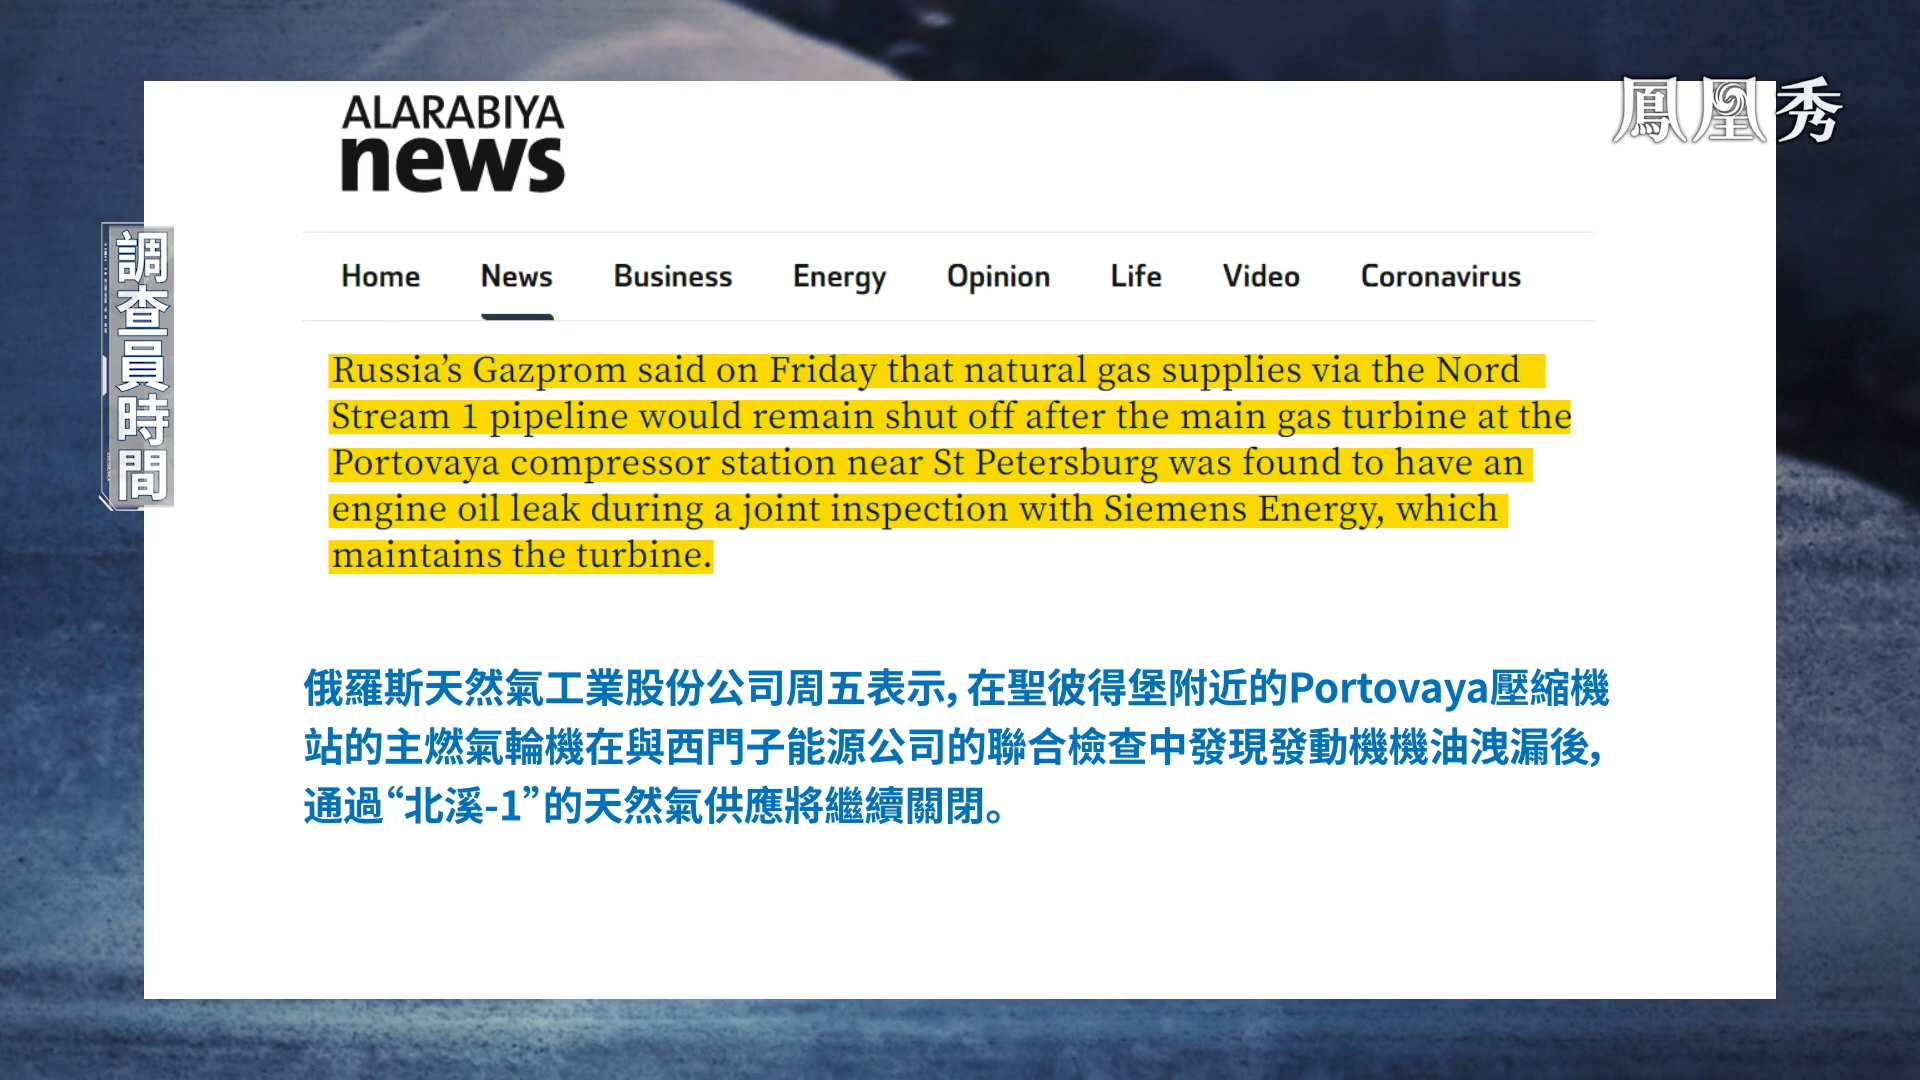 鳳凰秀
ALARABIYA
news
調查員時間
Home News Business Energy Opinion Life Video Coronavirus
Russia’s Gazprom said on Friday that natural gas supplies via the Nord
Stream 1 pipeline would remain shut off after the main gas turbine at the
Portovaya compressor station near St Petersburg was found to have an
engine oil leak during a joint inspection with Siemens Energy, which
maintains the turbine.
俄羅斯天然氣工業股份公司周五表示，在聖彼得堡附近的Portovaya壓縮機
站的主燃氣輪機在與西門子能源公司的聯合檢查中發現發動機機油洩漏後，
通過“北溪-1”的天然氣供應將繼續關閉。